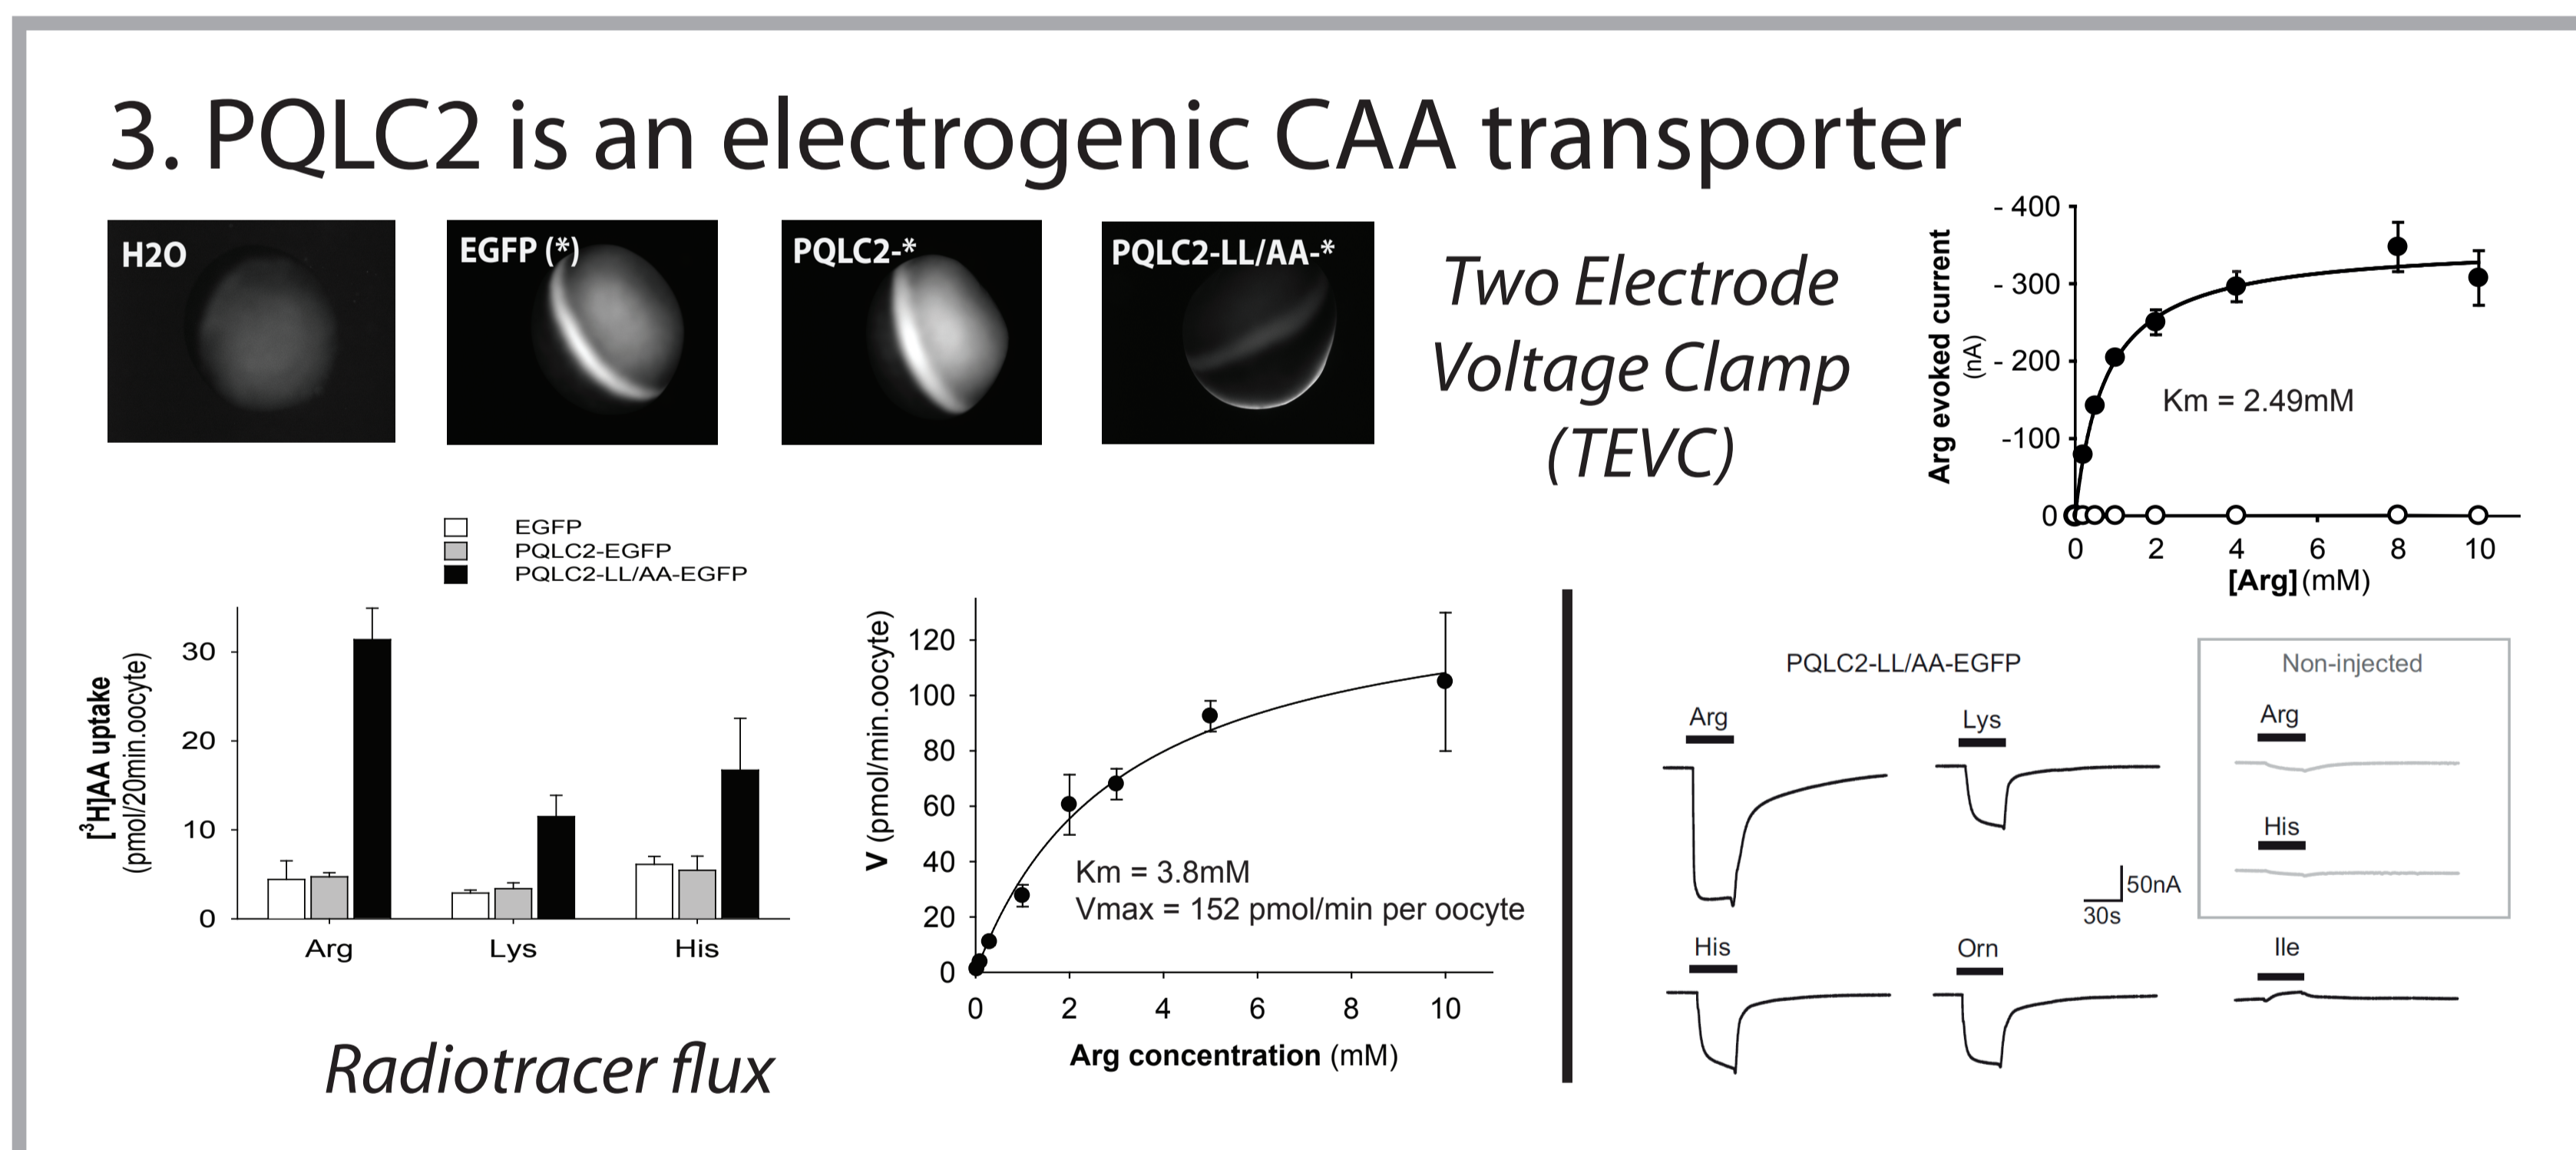 3. PQLC2 is an electrogenic CAA transporter
H2O
EGFP (*)
PQLC2-*
PQLC2-LL/AA-*
Two Electrode
Voltage Clamp
(TEVC)
Arg evoked current
(nA)
- 400
- 300
- 200
-100
0
Km = 2.49mM
0 2 4 6 8 10
[Arg] (mM)
EGFP
PQLC2-EGFP
PQLC2-LL/AA-EGFP
[3H]AA uptake
(pmol/20min.oocyte)
30
20
10
0
Arg Lys His
Radiotracer flux
V (pmol/min.oocyte)
120
100
80
60
40
20
0
Km = 3.8mM
Vmax = 152 pmol/min per oocyte
0 2 4 6 8 10
Arg concentration (mM)
PQLC2-LL/AA-EGFP
Arg
Lys
50nA
30s
His
Orn
Ile
Non-injected
Arg
His